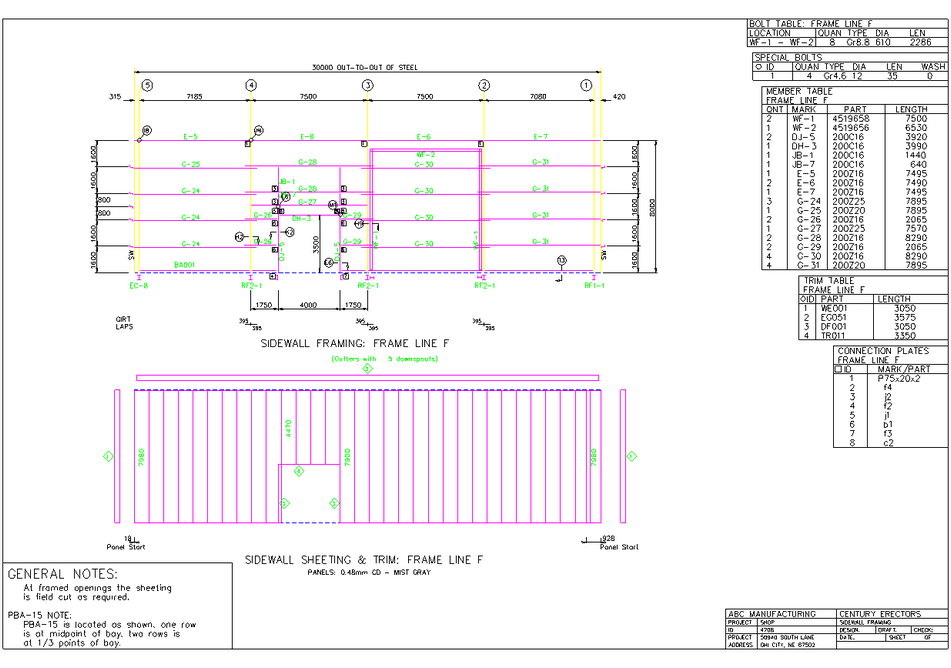 BOLT TABLE: FRAME LINE F
LOCATION QUAN TYPE DIA LEN
WF-1 - WF-2 8 Gr8.8 610 2286
SPECIAL BOLTS
ID QUAN TYPE DIA LEN WASH
1 4 Gr4.6 12 35 0
MEMBER TABLE
FRAME LINE F
QNT MARK PART LENGTH
2 WF-1 4519658 7500
1 WF-2 4519656 6530
2 DJ-5 200C16 3920
1 DH-3 200C16 3990
1 JB-1 200C16 1440
1 JB-7 200C16 640
1 E-5 200Z16 7495
2 E-6 200Z16 7490
1 E-7 200Z16 7495
3 G-24 200Z25 7895
1 G-25 200Z20 7895
2 G-26 200Z16 2065
1 G-27 200Z25 7570
2 G-28 200Z16 8290
2 G-29 200Z16 2065
4 G-30 200Z16 8290
4 G-31 200Z20 7895
TRIM TABLE
FRAME LINE F
ID PART LENGTH
1 WE001 3050
2 EG051 3575
3 DF001 3050
4 TR011 3350
CONNECTION PLATES
FRAME LINE F
ID MARK/PART
1 P75x20x2
2 f4
3 j2
4 f2
5 j1
6 b1
7 f3
8 c2
30000 OUT-TO-OUT OF STEEL
5 4 3 2 1
315 7185 7500 7500 7080 420
E-5 E-6 E-6 E-7
WF-2
G-25 G-28 G-30 G-31
JB-1
G-24 G-28 G-30 G-31
G-27
G-24 G-26 DH-3 G-29 G-30 G-31
G-24 G-26 G-29 G-30 G-31
DJ-5
3500
8000
1600
1600
800
800
1600
1600
SW
SW
BA001
EC-8 RF2-1 RF2-1 RF2-1 RF1-1
1750 4000 1750
GIRT
LAPS
395 395 395 395 395 395
SIDEWALL FRAMING: FRAME LINE F
(Gutters with 5 downspouts)
7980 4470 7980 7980
18
Panel Start
928
Panel Start
SIDEWALL SHEETING & TRIM: FRAME LINE F
PANELS: 0.48mm CD - MIST GRAY
GENERAL NOTES:
At framed openings the sheeting
is field cut as required.
PBA-15 NOTE:
PBA-15 is located as shown, one row
is at midpoint of bay, two rows is
at 1/3 points of bay.
ABC MANUFACTURING CENTURY ERECTORS
PROJECT SHOP SIDEWALL FRAMING
ID DESIGN: DRAFT: CHECK:
PROJECT SOUTH LANE DATE: SHEET OF
ADDRESS CITY, NE 67502